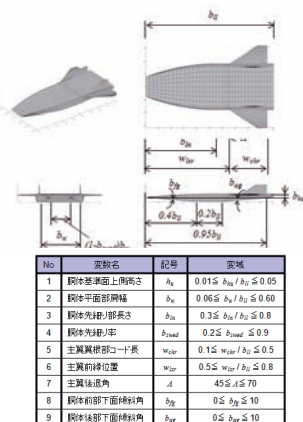 b_ll
b_ln
w_lxr w_chr
b_fg b_ag
0.4b_ll 0.2b_ll
0.95b_ll
b_w
No 変数名 記号 変域
1 胴体基準面上側高さ h_u 0.01≦ b_hu / b_ll ≦0.05
2 胴体平面部肩幅 b_w 0.06≦ b_w / b_ll ≦0.60
3 胴体先細り部長さ b_ln 0.3≦ b_ln / b_ll ≦0.8
4 胴体先細り率 0.2≦ ≦0.9
5 主翼翼根部コード長 w_chr 0.1≦ w_chr / b_ll ≦0.5
6 主翼前縁位置 w_lxr 0.5≦ w_lxr / b_ll ≦0.8
7 主翼後退角 Λ 45≦Λ≦70
8 胴体前部下面傾斜角 b_fg 0≦ b_fg ≦10
9 胴体後部下面傾斜角 b_ag 0≦ b_ag ≦10